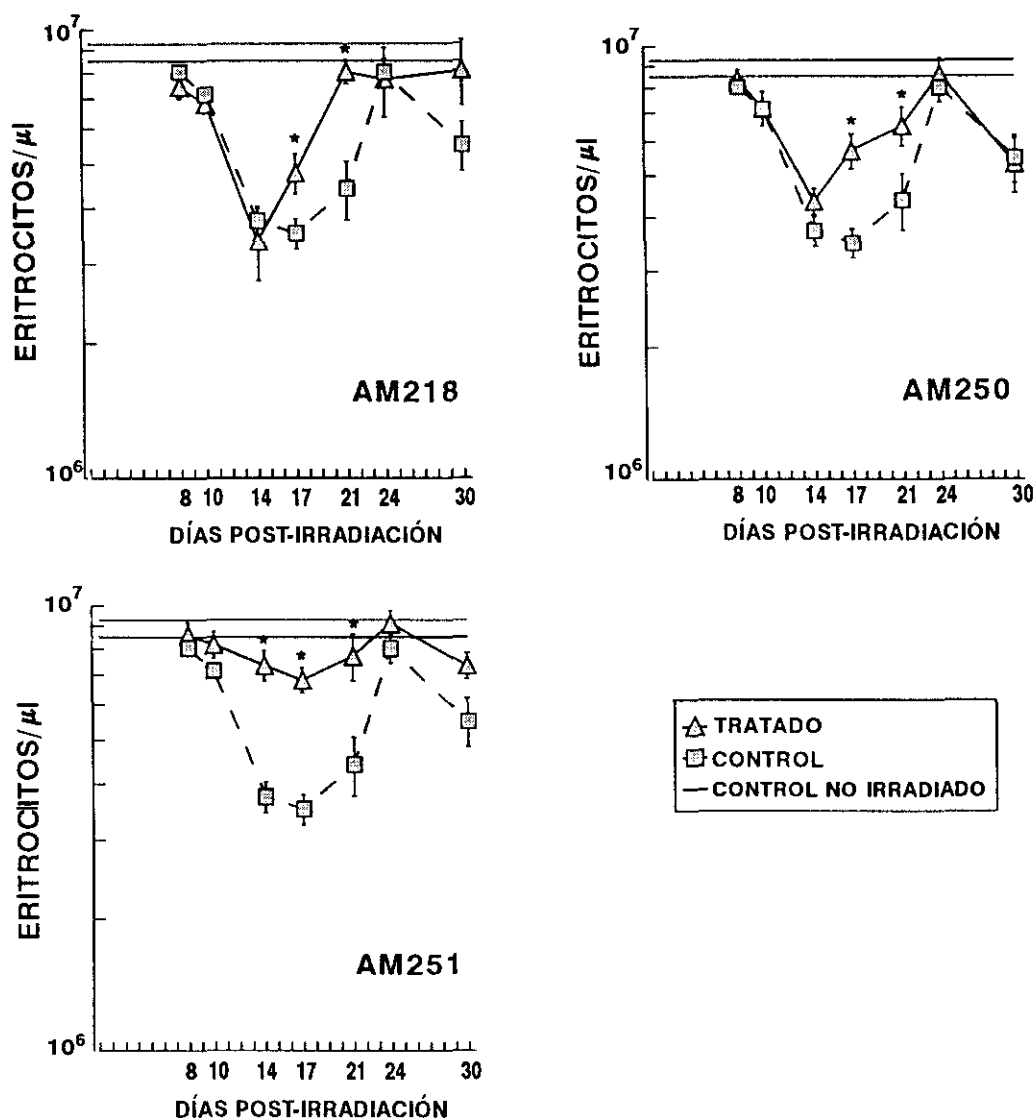 10⁷
ERITROCITOS/μl
10⁶
* *
AM218
8 10 14 17 21 24 30
DÍAS POST-IRRADIACIÓN
10⁷
ERITROCITOS/μl
10⁶
* *
AM250
8 10 14 17 21 24 30
DÍAS POST-IRRADIACIÓN
10⁷
ERITROCITOS/μl
10⁶
* * *
AM251
8 10 14 17 21 24 30
DÍAS POST-IRRADIACIÓN
TRATADO
CONTROL
CONTROL NO IRRADIADO